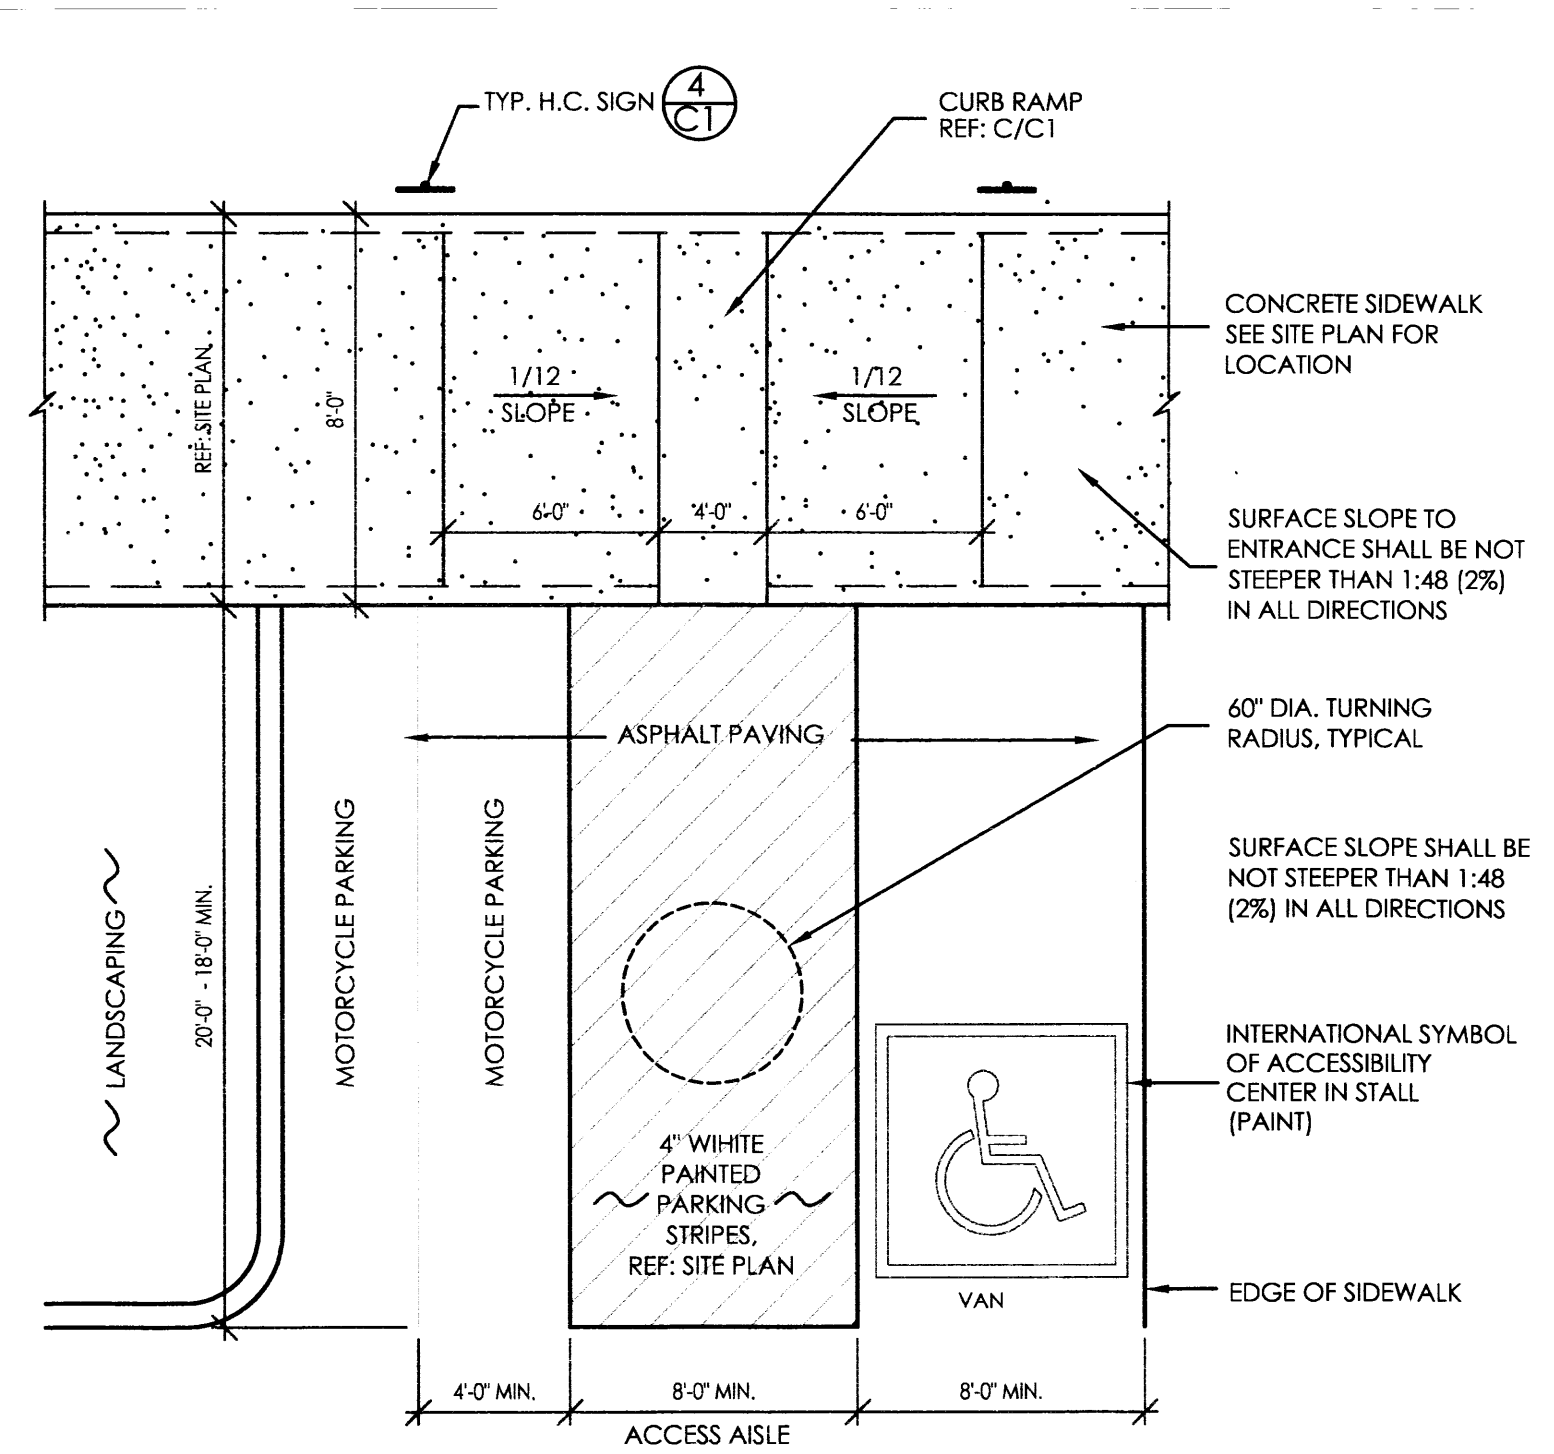 TYP. H.C. SIGN
4
C1
CURB RAMP
REF: C/C1
CONCRETE SIDEWALK
SEE SITE PLAN FOR
LOCATION
REF: SITE PLAN
8'-0"
1/12
SLOPE
1/12
SLOPE
6'-0"
4'-0"
6'-0"
SURFACE SLOPE TO
ENTRANCE SHALL BE NOT
STEEPER THAN 1:48 (2%)
IN ALL DIRECTIONS
ASPHALT PAVING
60" DIA. TURNING
RADIUS, TYPICAL
SURFACE SLOPE SHALL BE
NOT STEEPER THAN 1:48
(2%) IN ALL DIRECTIONS
LANDSCAPING
20'-0" - 18'-0" MIN.
MOTORCYCLE PARKING
MOTORCYCLE PARKING
INTERNATIONAL SYMBOL
OF ACCESSIBILITY
CENTER IN STALL
(PAINT)
4" WIHITE
PAINTED
PARKING
STRIPES,
REF: SITE PLAN
VAN
EDGE OF SIDEWALK
4'-0" MIN.
8'-0" MIN.
8'-0" MIN.
ACCESS AISLE